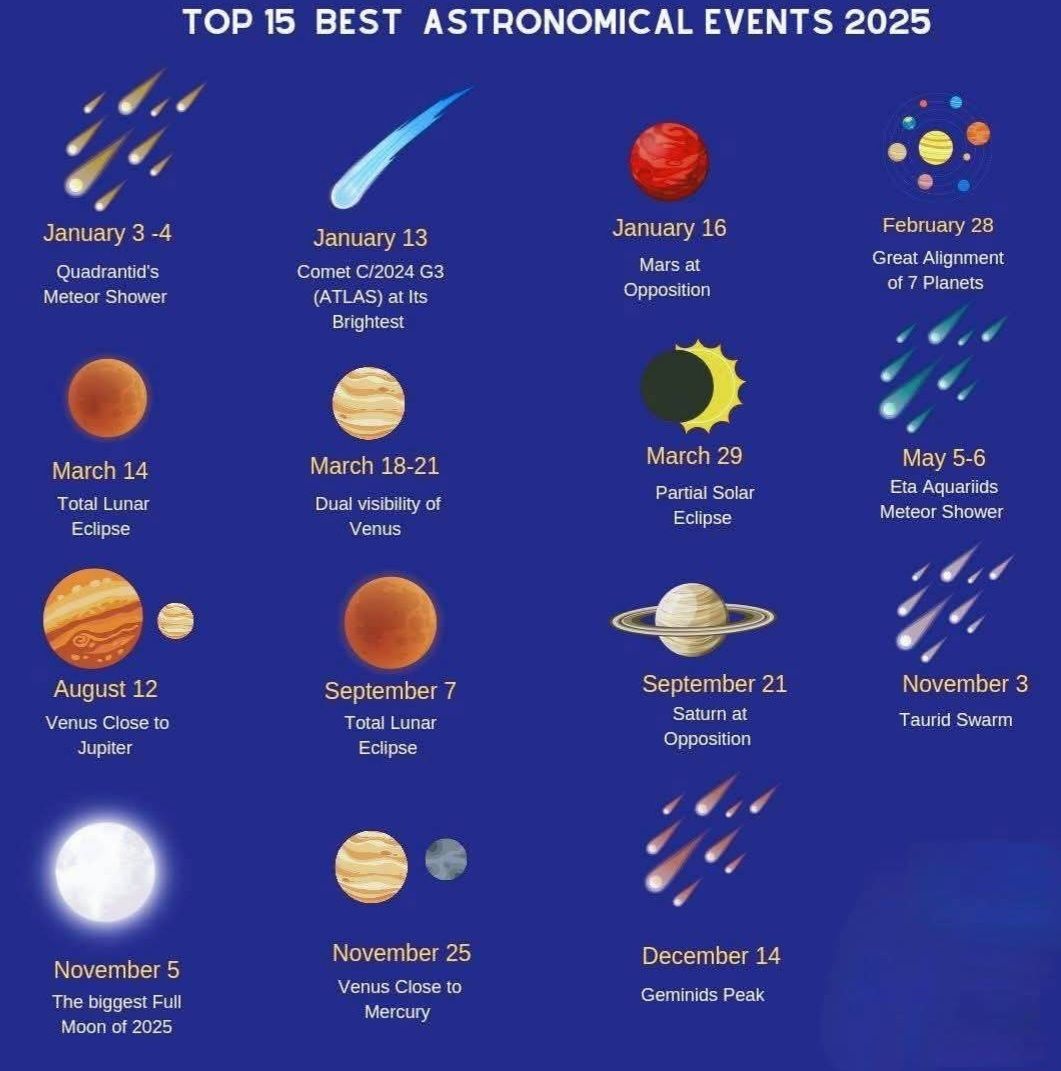 TOP 15 BEST ASTRONOMICAL EVENTS 2025
January 3 -4
Quadrantid's
Meteor Shower
January 13
Comet C/2024 G3
(ATLAS) at Its
Brightest
January 16
Mars at
Opposition
February 28
Great Alignment
of 7 Planets
March 14
Total Lunar
Eclipse
March 18-21
Dual visibility of
Venus
March 29
Partial Solar
Eclipse
May 5-6
Eta Aquariids
Meteor Shower
August 12
Venus Close to
Jupiter
September 7
Total Lunar
Eclipse
September 21
Saturn at
Opposition
November 3
Taurid Swarm
November 5
The biggest Full
Moon of 2025
November 25
Venus Close to
Mercury
December 14
Geminids Peak